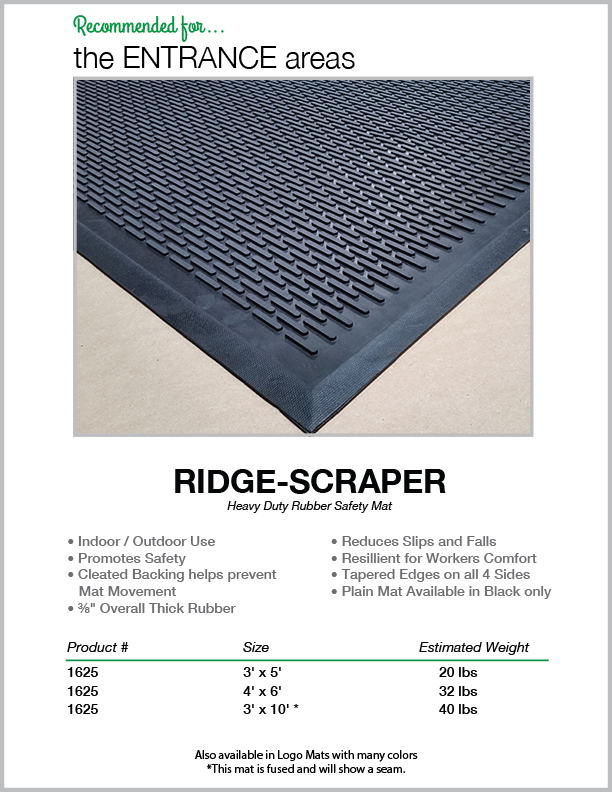 Recommended for...
the ENTRANCE areas
RIDGE-SCRAPER
Heavy Duty Rubber Safety Mat
• Indoor / Outdoor Use
• Promotes Safety
• Cleated Backing helps prevent
Mat Movement
• ⅜" Overall Thick Rubber
• Reduces Slips and Falls
• Resillient for Workers Comfort
• Tapered Edges on all 4 Sides
• Plain Mat Available in Black only
Product # Size Estimated Weight
1625 3' x 5' 20 lbs
1625 4' x 6' 32 lbs
1625 3' x 10' * 40 lbs
Also available in Logo Mats with many colors
*This mat is fused and will show a seam.